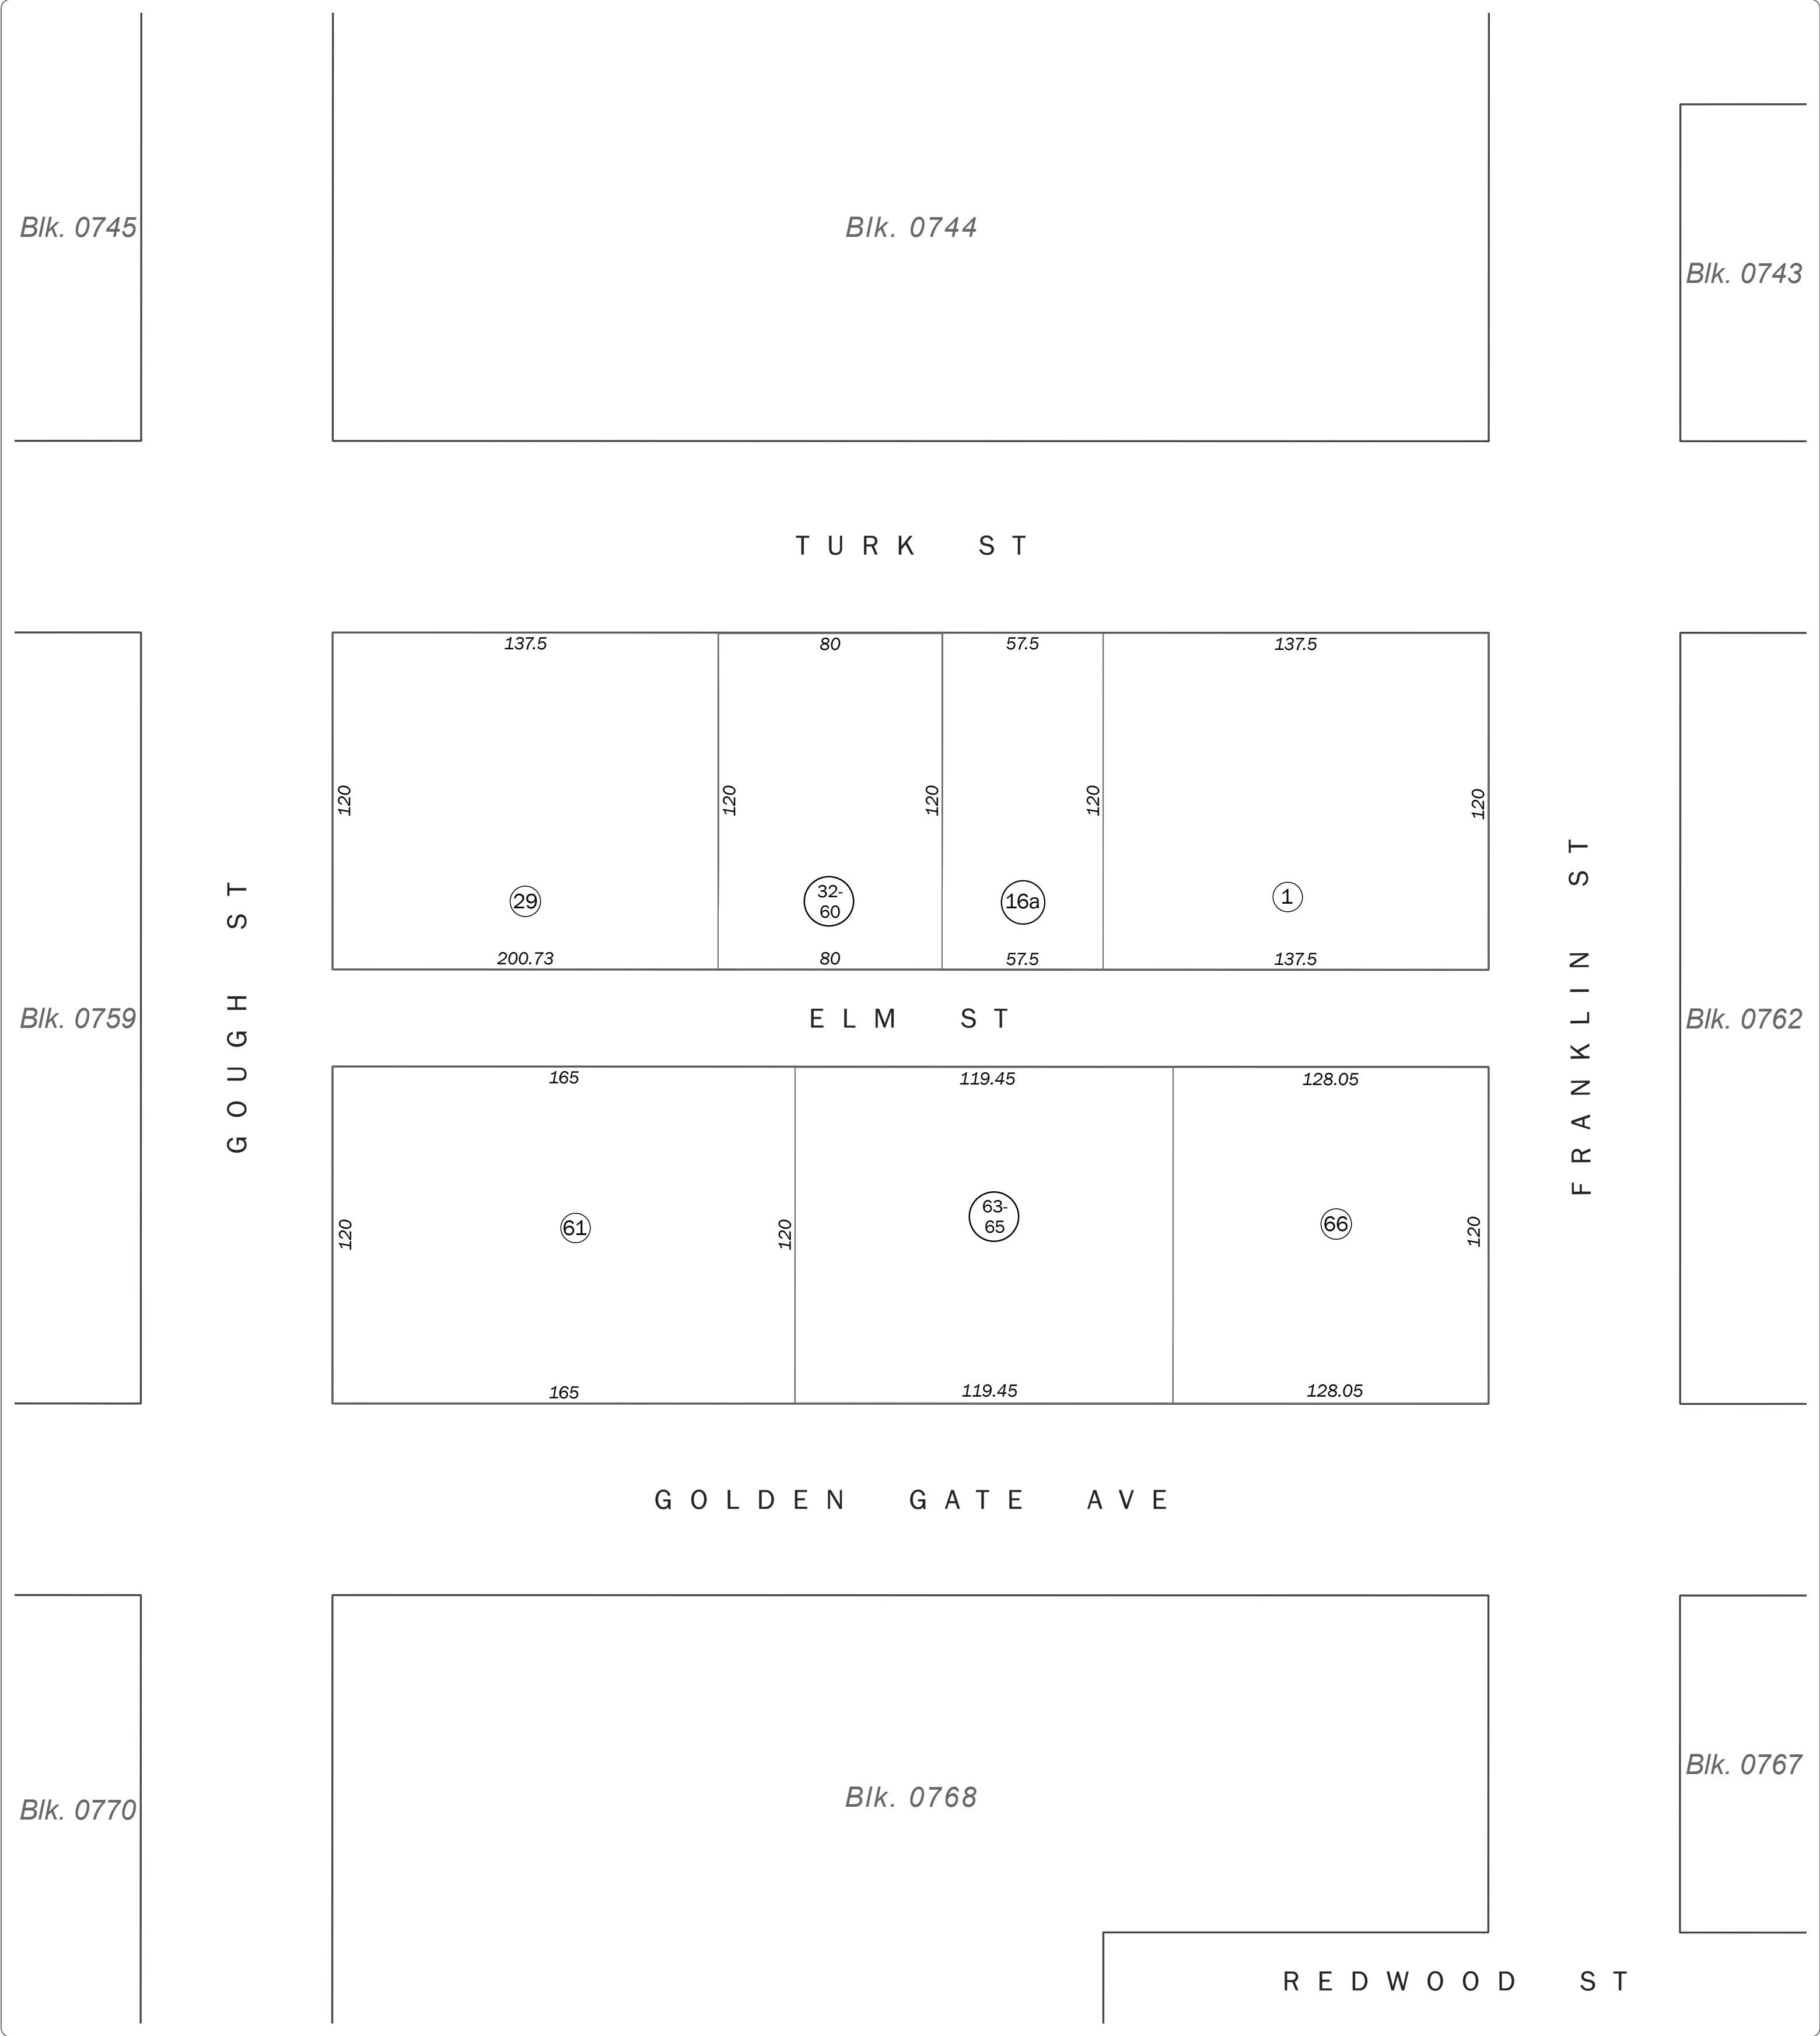 Blk. 0745
Blk. 0744
Blk. 0743
TURK ST
137.5
80
57.5
137.5
120
120
120
120
120
29
32-
60
16a
1
200.73
80
57.5
137.5
GOUGH ST
FRANKLIN ST
Blk. 0759
ELM ST
Blk. 0762
165
119.45
128.05
120
61
120
63-
65
66
120
165
119.45
128.05
GOLDEN GATE AVE
Blk. 0770
Blk. 0768
Blk. 0767
REDWOOD ST